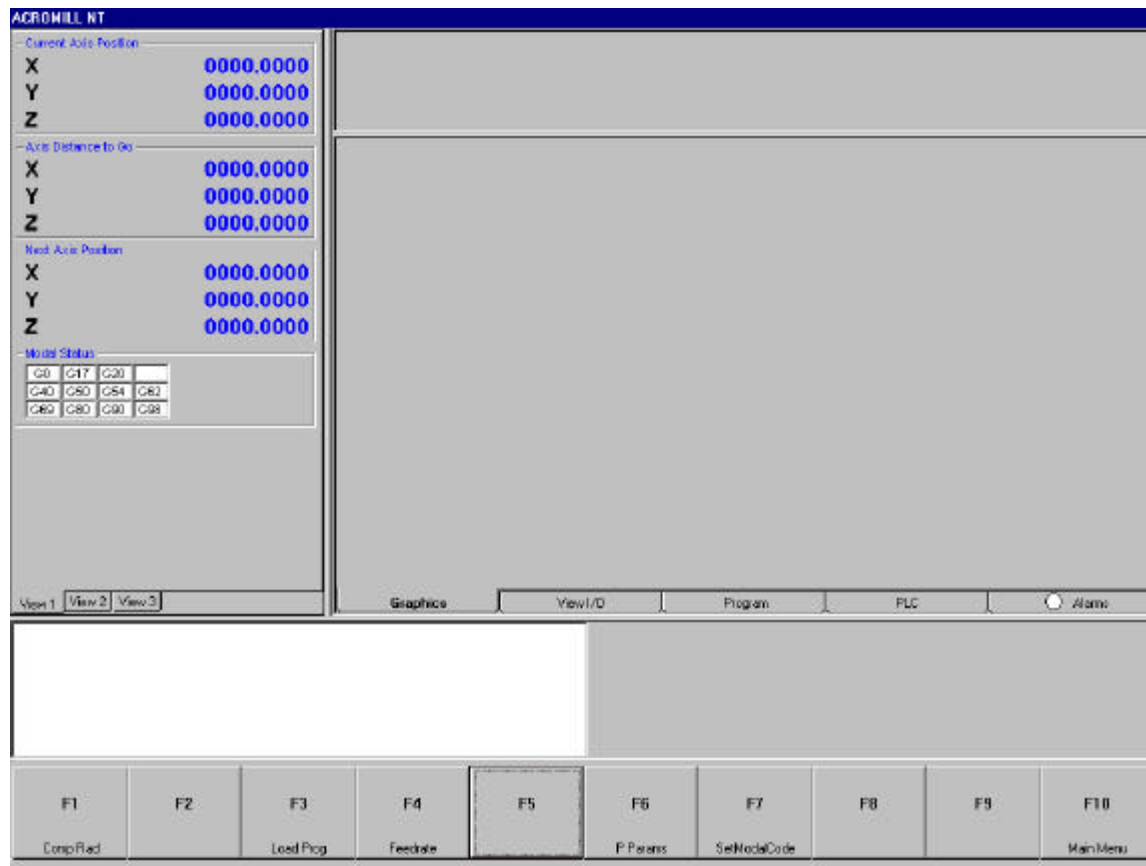 ACROMILL NT
Current Axis Position
X 0000.0000
Y 0000.0000
Z 0000.0000
Axis Distance to Go
X 0000.0000
Y 0000.0000
Z 0000.0000
Next Axis Position
X 0000.0000
Y 0000.0000
Z 0000.0000
Modal Status
G0 G17 G20
G40 G50 G54 G62
G69 G80 G90 G98
View 1 View 2 View 3
Graphics View I/O Program PLC Alarms
F1 F2 F3 F4 F5 F6 F7 F8 F9 F10
Comp Rad Load Prog Feedrate P Params SetModalCode Main Menu